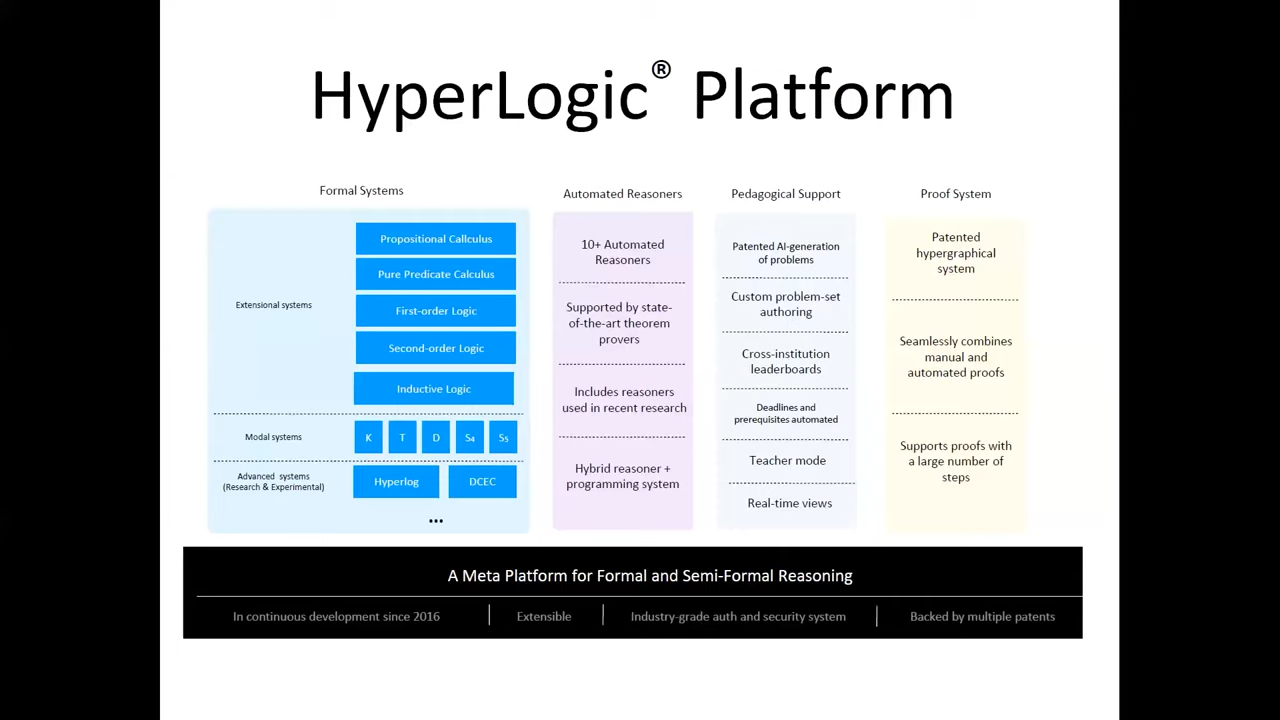 HyperLogic® Platform
Formal Systems
Extensional systems
Propositional Callculus
Pure Predicate Calculus
First-order Logic
Second-order Logic
Inductive Logic
Modal systems
K
T
D
S4
S5
Advanced systems
(Research & Experimental)
Hyperlog
DCEC
...
Automated Reasoners
10+ Automated
Reasoners
Supported by state-
of-the-art theorem
provers
Includes reasoners
used in recent research
Hybrid reasoner +
programming system
Pedagogical Support
Patented AI-generation
of problems
Custom problem-set
authoring
Cross-institution
leaderboards
Deadlines and
prerequisites automated
Teacher mode
Real-time views
Proof System
Patented
hypergraphical
system
Seamlessly combines
manual and
automated proofs
Supports proofs with
a large number of
steps
A Meta Platform for Formal and Semi-Formal Reasoning
In continuous development since 2016
Extensible
Industry-grade auth and security system
Backed by multiple patents